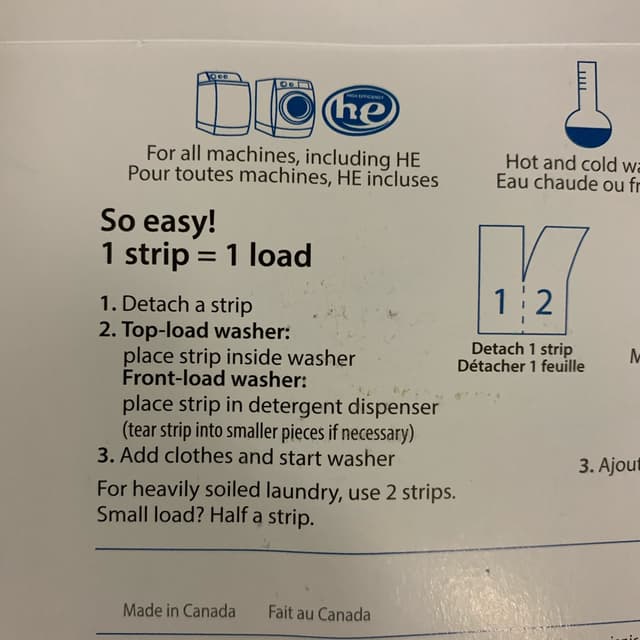 HIGH EFFICIENCY
he
For all machines, including HE
Pour toutes machines, HE incluses
Hot and cold
Eau chaude ou
So easy!
1 strip = 1 load
1. Detach a strip
2. Top-load washer:
place strip inside washer
Front-load washer:
place strip in detergent dispenser
(tear strip into smaller pieces if necessary)
3. Add clothes and start washer
For heavily soiled laundry, use 2 strips.
Small load? Half a strip.
1 2
Detach 1 strip
Détacher 1 feuille
3.
Made in Canada Fait au Canada